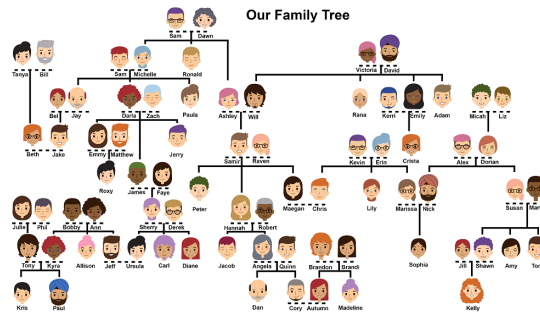 Our Family Tree
Sam Dawn
Victoria David
Tanya Bill
Sam Michelle Ronald
Bel Jay Darla Zach Paula Ashley Will Rana Kerri Emily Adam Micah Liz
Beth Jake Emmy Matthew Jerry Samir Raven Kevin Erin Crista Alex Dorian
Roxy James Faye Peter Maegan Chris Lily Marissa Nick Susan
Julie Phil Bobby Ann Sherry Derek Hannah Robert
Tony Kyra Allison Jeff Ursula Carl Diane Jacob Angela Quinn Brandon Brandi Sophia Jill Shawn Amy
Kris Paul Dan Cory Autumn Madeline Kelly